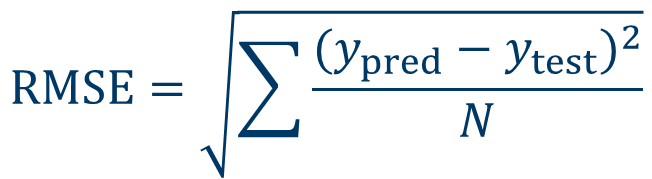 RMSE = √∑ (y_pred − y_test)² / N